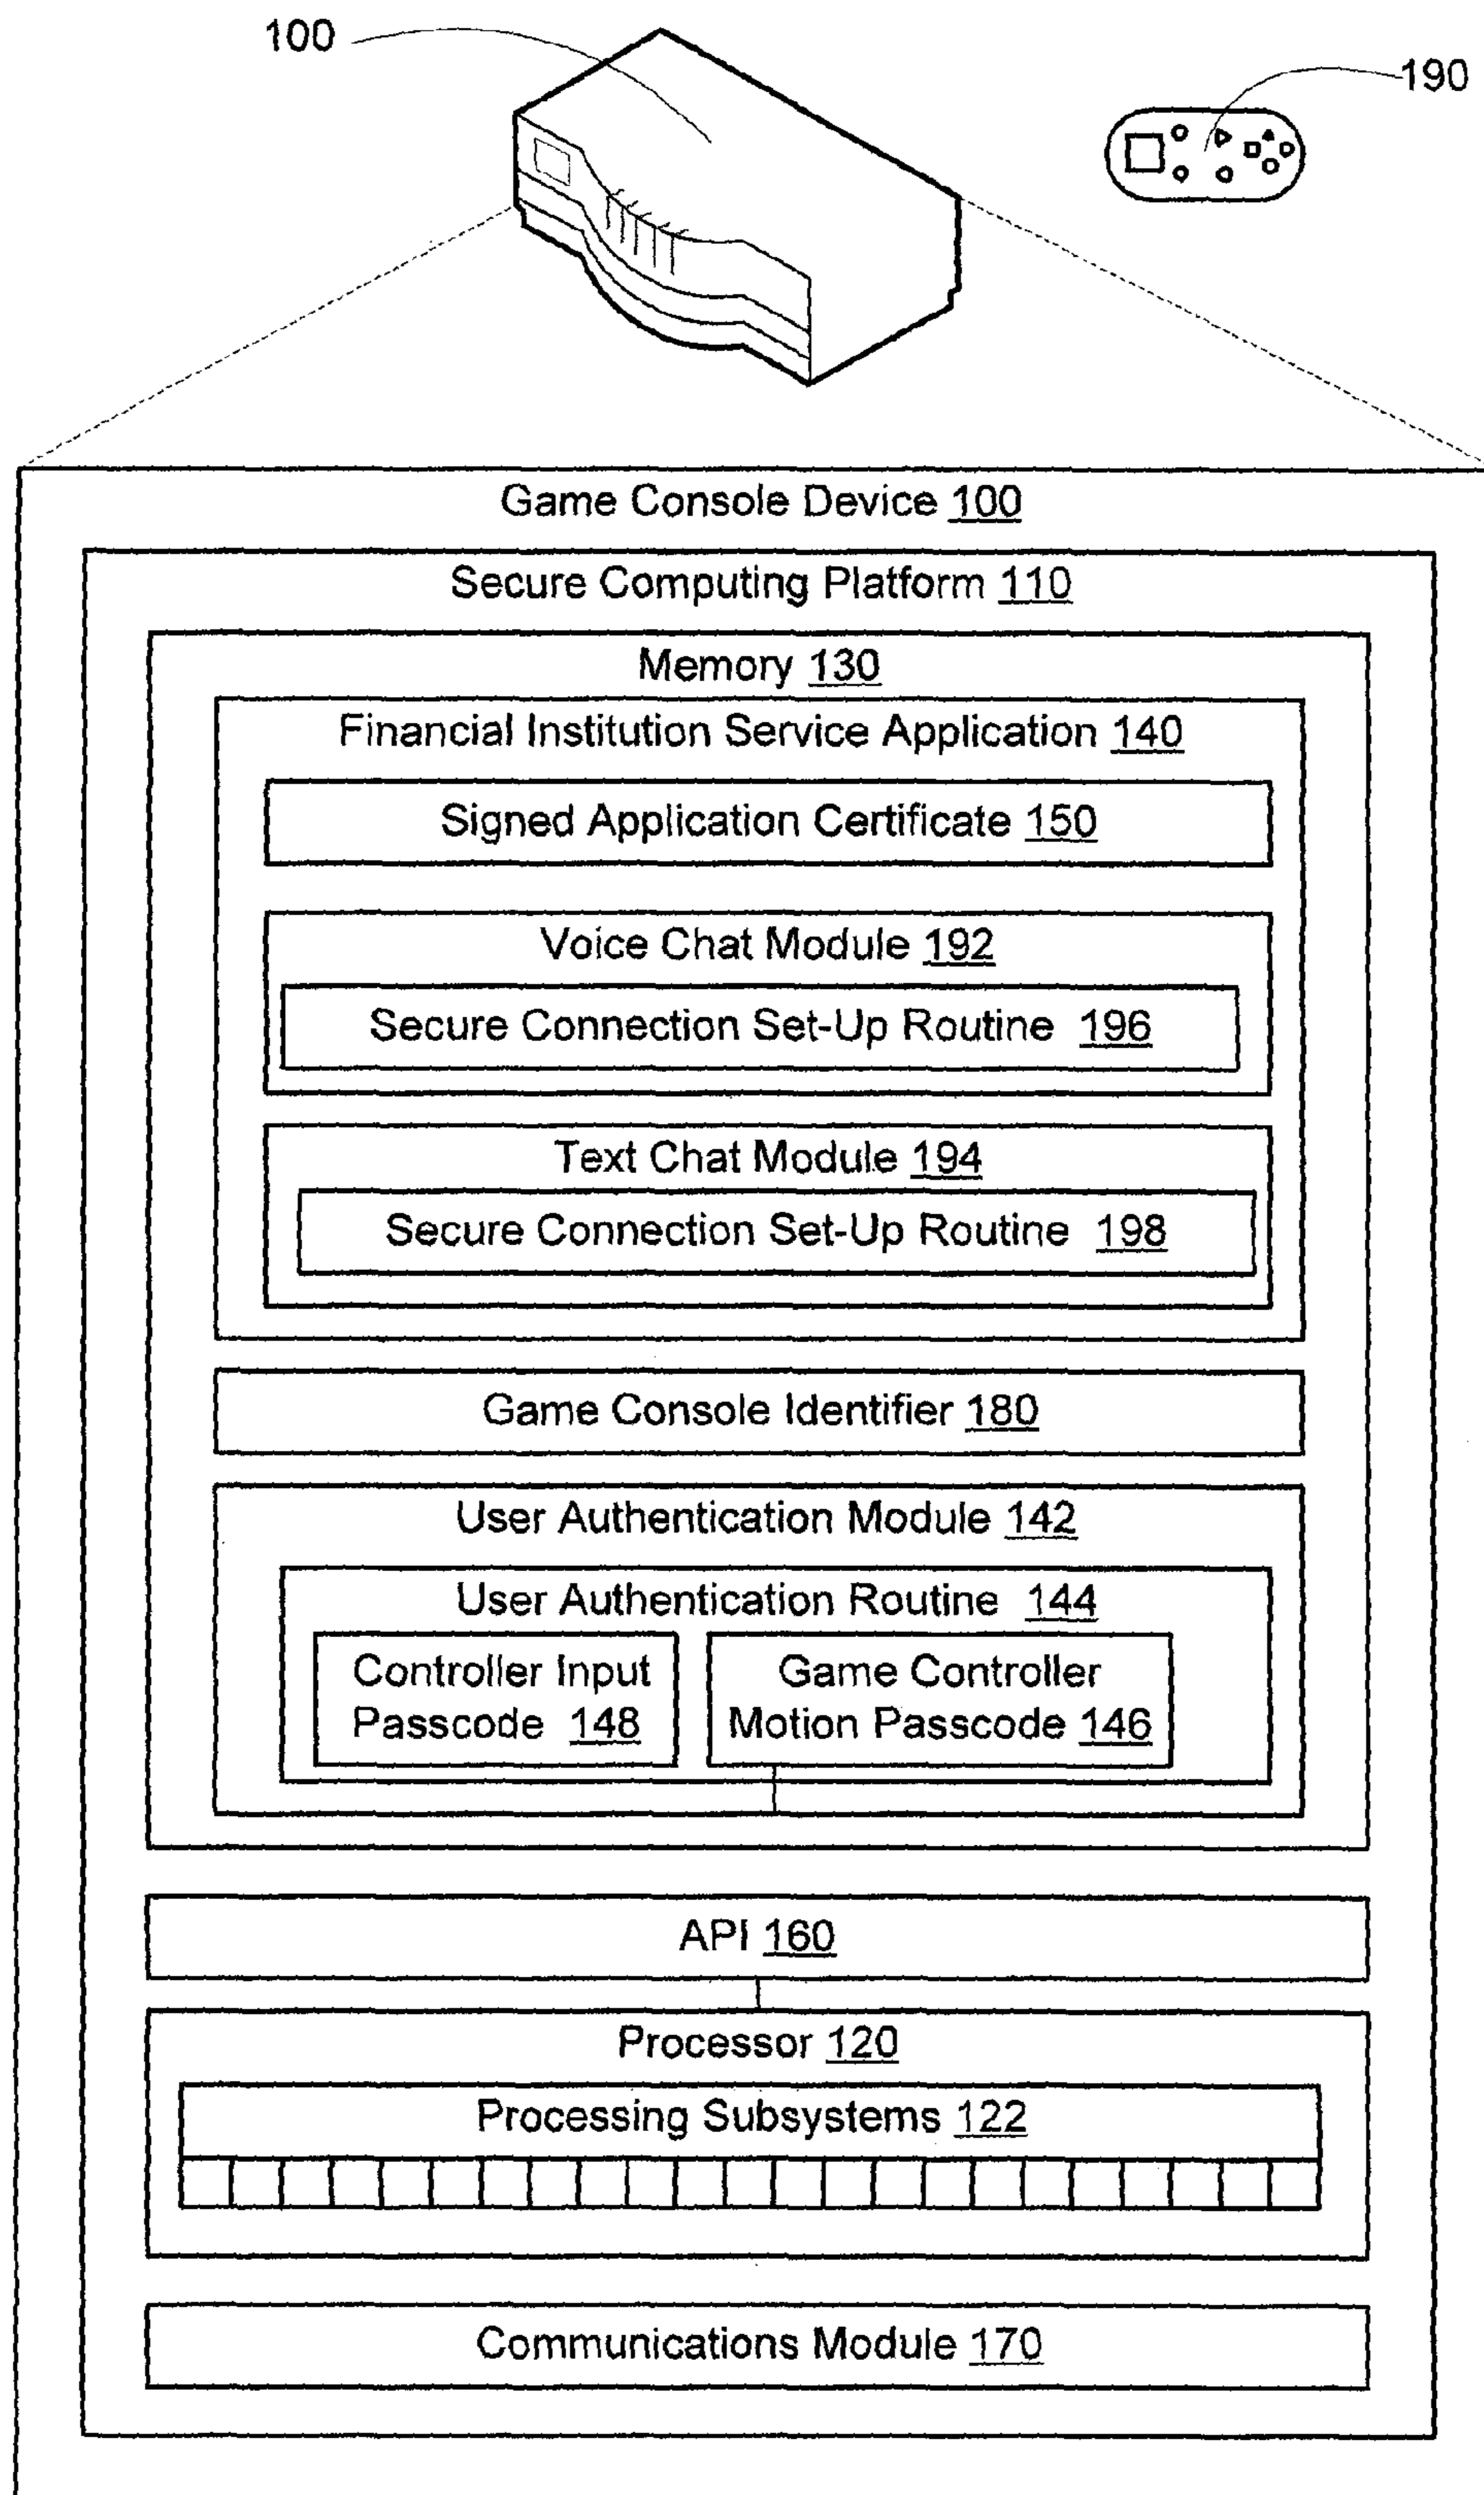 100
190
Game Console Device 100
Secure Computing Platform 110
Memory 130
Financial Institution Service Application 140
Signed Application Certificate 150
Voice Chat Module 192
Secure Connection Set-Up Routine 196
Text Chat Module 194
Secure Connection Set-Up Routine 198
Game Console Identifier 180
User Authentication Module 142
User Authentication Routine 144
Controller Input
Passcode 148
Game Controller
Motion Passcode 146
API 160
Processor 120
Processing Subsystems 122
Communications Module 170